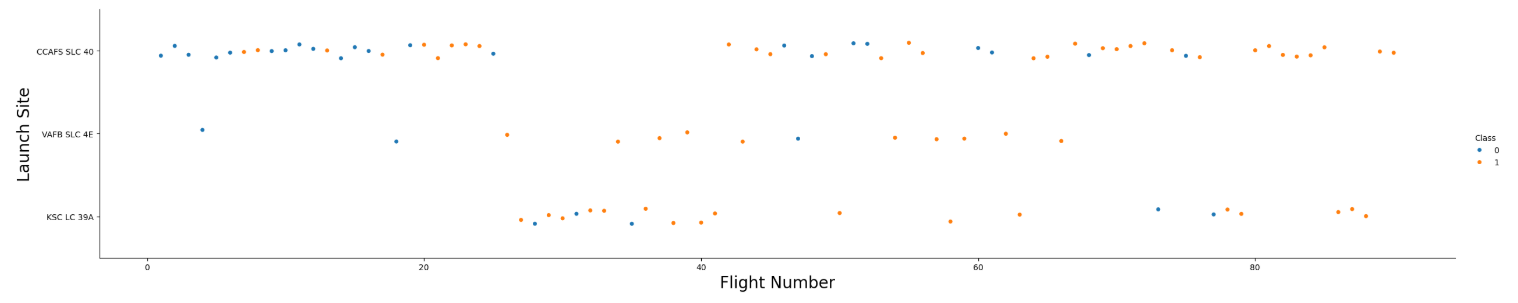 CCAFS SLC 40
VAFB SLC 4E
KSC LC 39A
Launch Site
0 20 40 60 80
Flight Number
Class
0
1